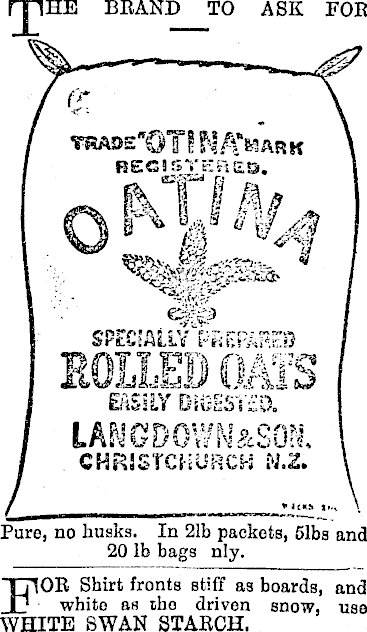 THE BRAND TO ASK FOR
TRADE "OTINA" MARK
REGISTERED.
OATINA
SPECIALLY PREPARED
ROLLED OATS
EASILY DIGESTED.
LANGDOWN & SON.
CHRISTCHURCH N.Z.
Pure, no husks. In 2lb packets, 5lbs and
20 lb bags nly.
FOR Shirt fronts stiff as boards, and
white as the driven snow, use
WHITE SWAN STARCH.